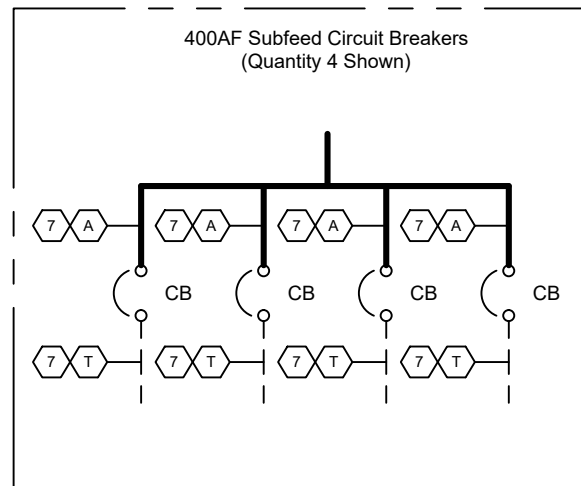 400AF Subfeed Circuit Breakers
(Quantity 4 Shown)
7 A 7 A 7 A 7 A
CB CB CB CB
7 T 7 T 7 T 7 T